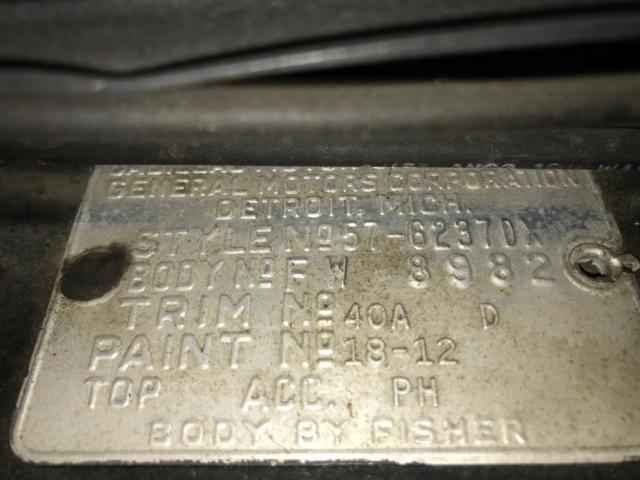 GENERAL MOTORS CORPORATION
DETROIT, MICH.
STYLE NO 57-6237DX
BODY NO FW 8982
TRIM NO 40A D
PAINT NO 18-12
TOP ACC. PH
BODY BY FISHER